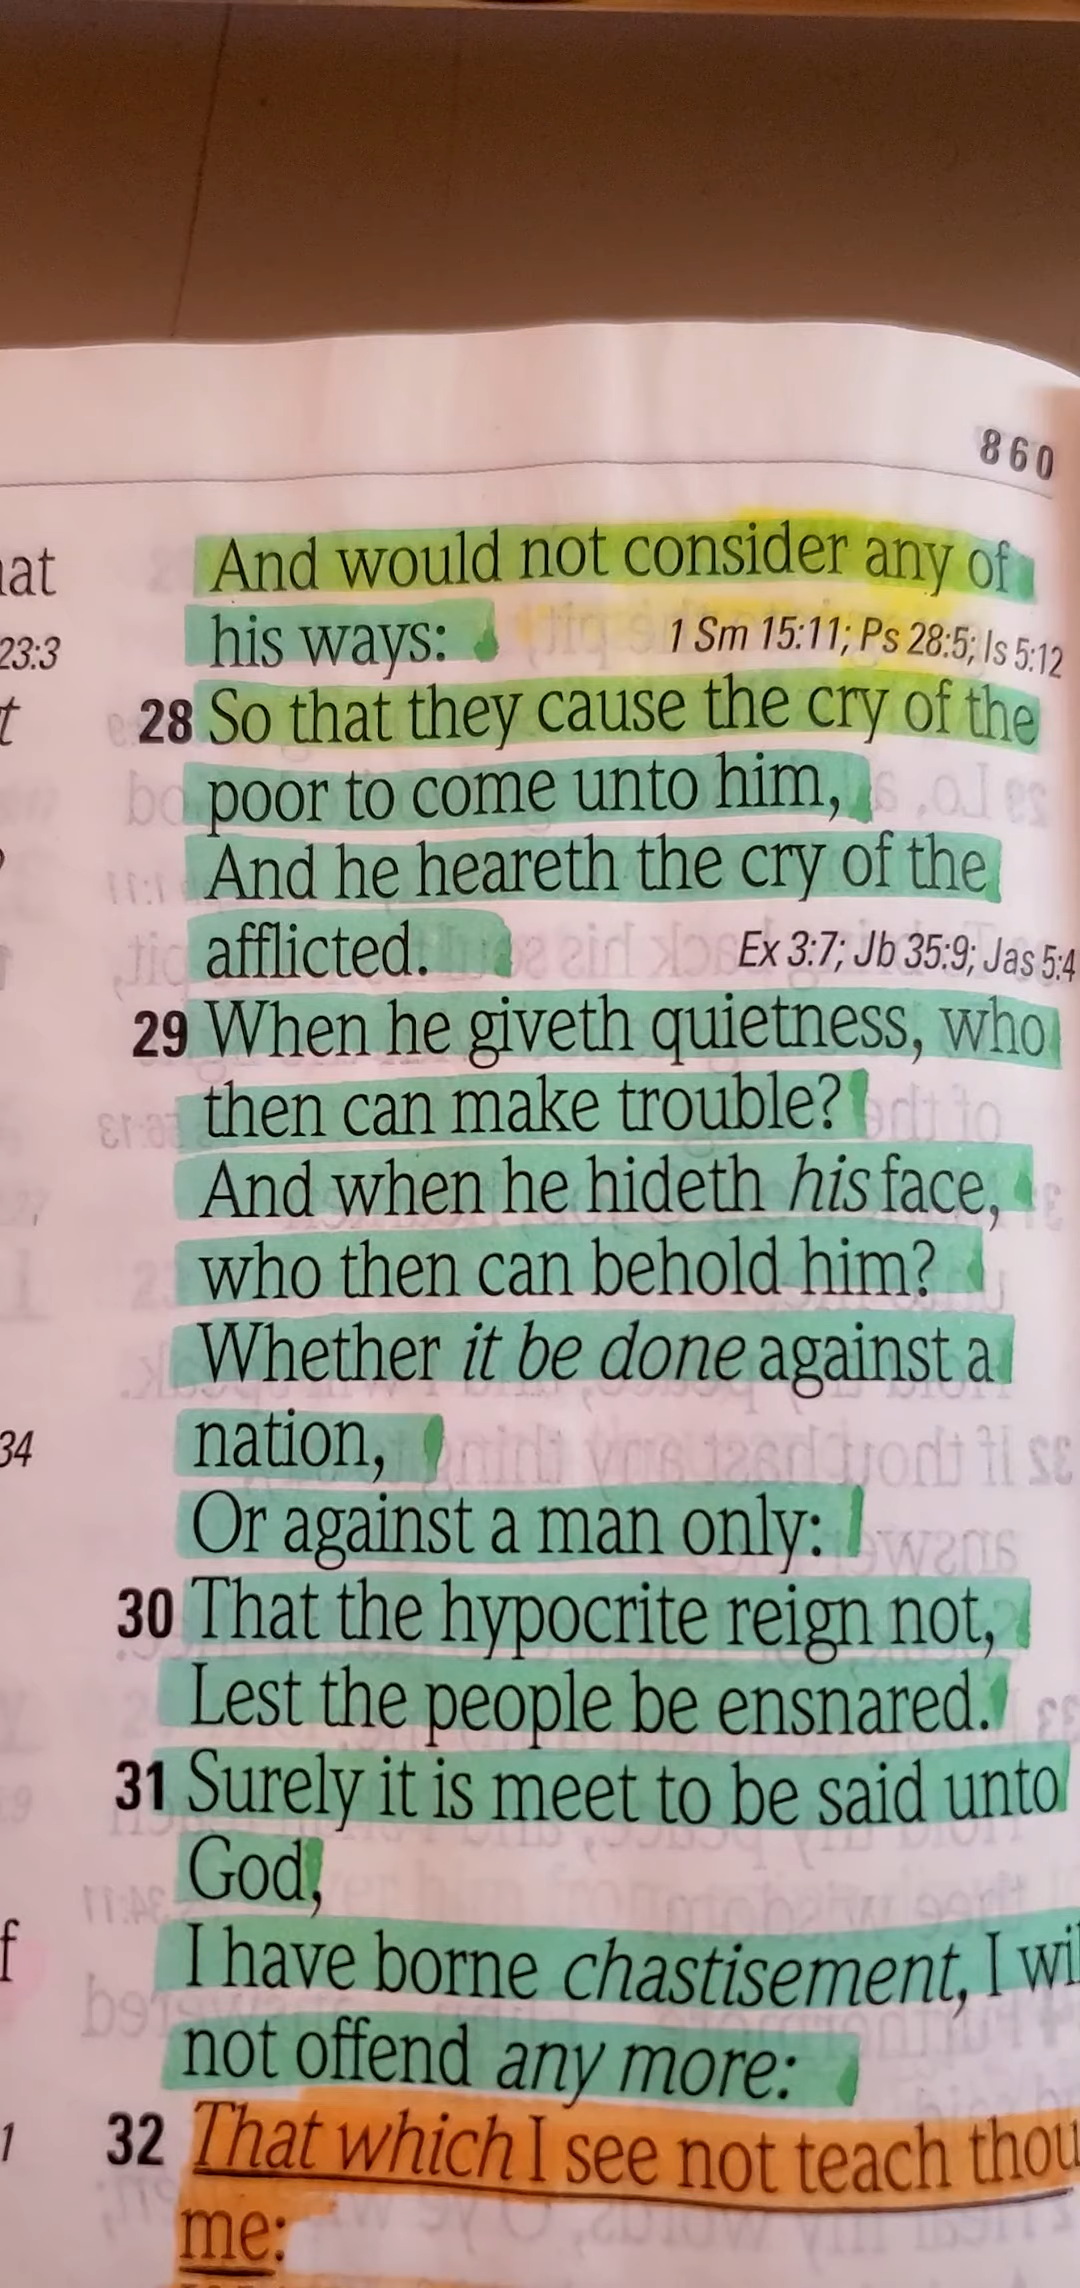 860
at
23:3
t
34
f
1
And would not consider any of
his ways: 1 Sm 15:11; Ps 28:5; Is 5:12
28 So that they cause the cry of the
poor to come unto him,
And he heareth the cry of the
afflicted. Ex 3:7; Jb 35:9; Jas 5:4
29 When he giveth quietness, who
then can make trouble?
And when he hideth his face,
who then can behold him?
Whether it be done against a
nation,
Or against a man only:
30 That the hypocrite reign not,
Lest the people be ensnared.
31 Surely it is meet to be said unto
God,
I have borne chastisement, I wil
not offend any more:
32 That which I see not teach thou
me: